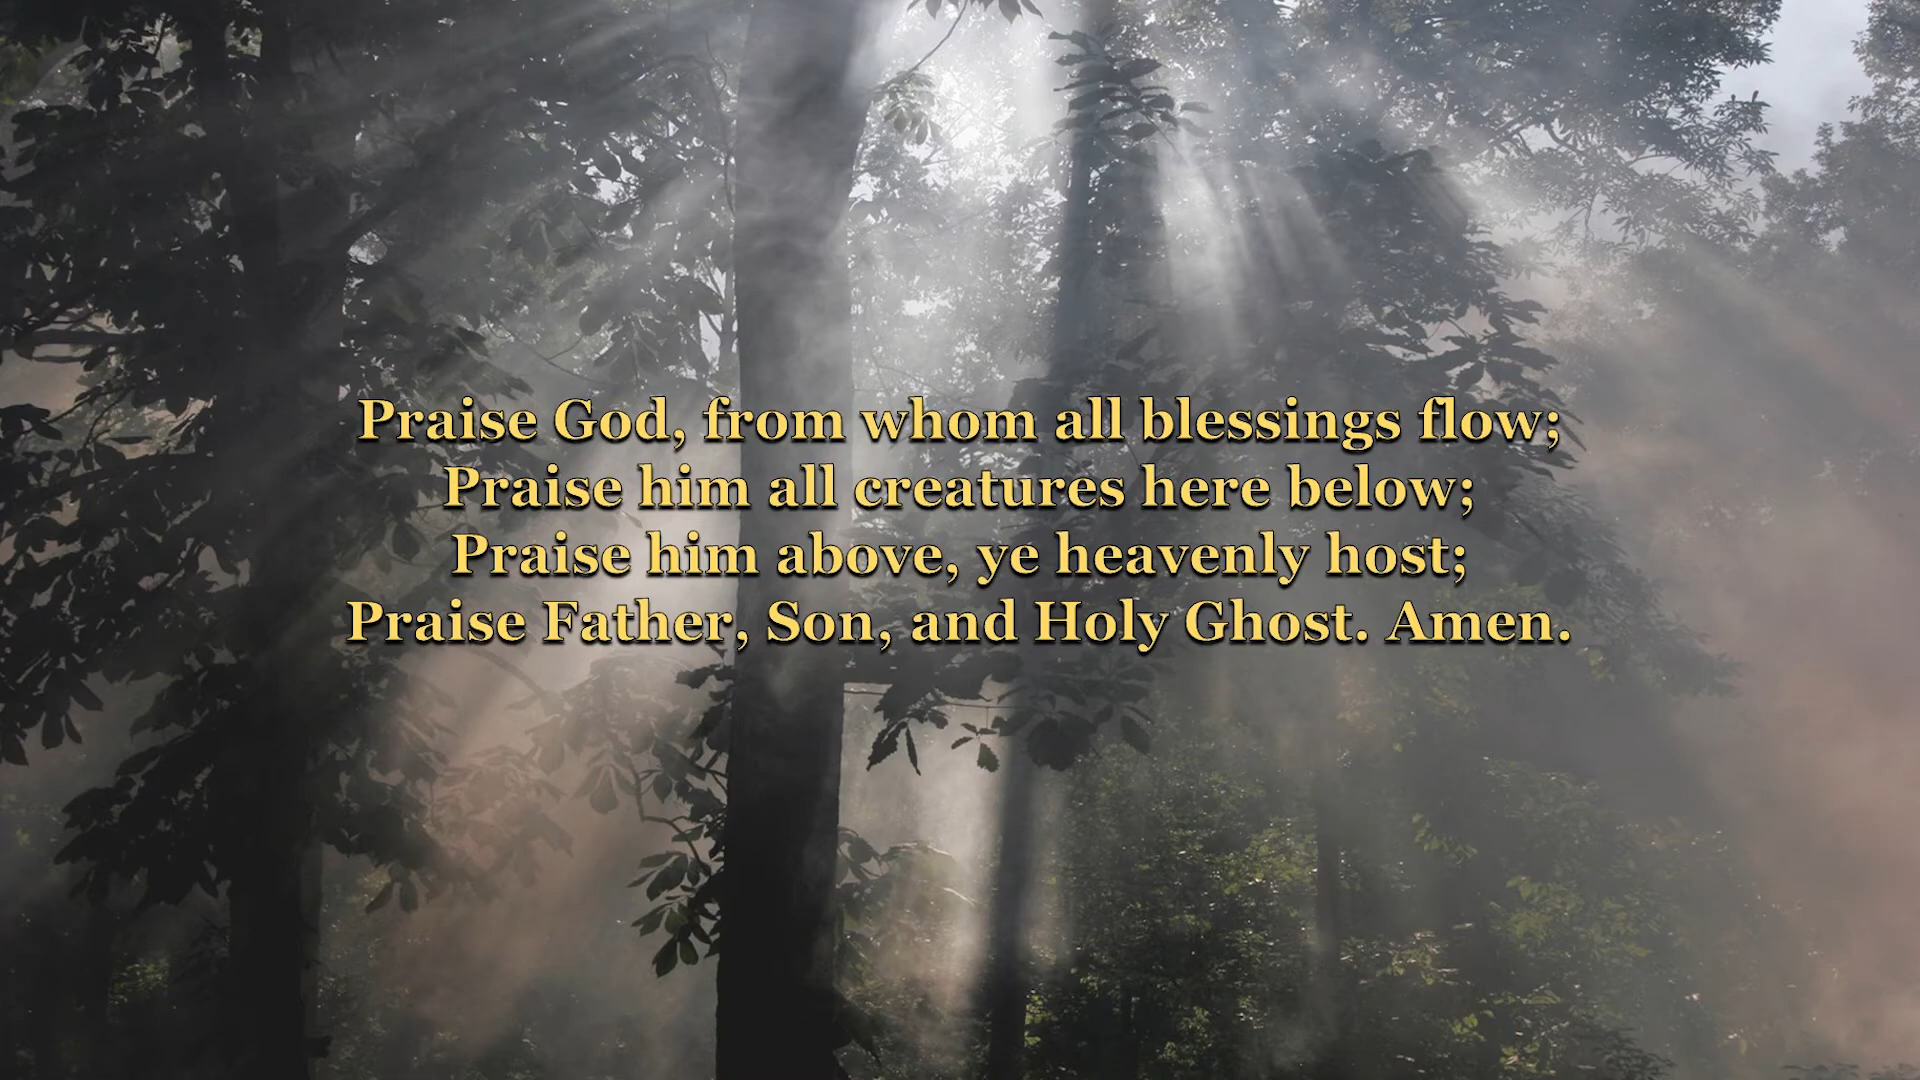 Praise God, from whom all blessings flow;
Praise him all creatures here below;
Praise him above, ye heavenly host;
Praise Father, Son, and Holy Ghost. Amen.